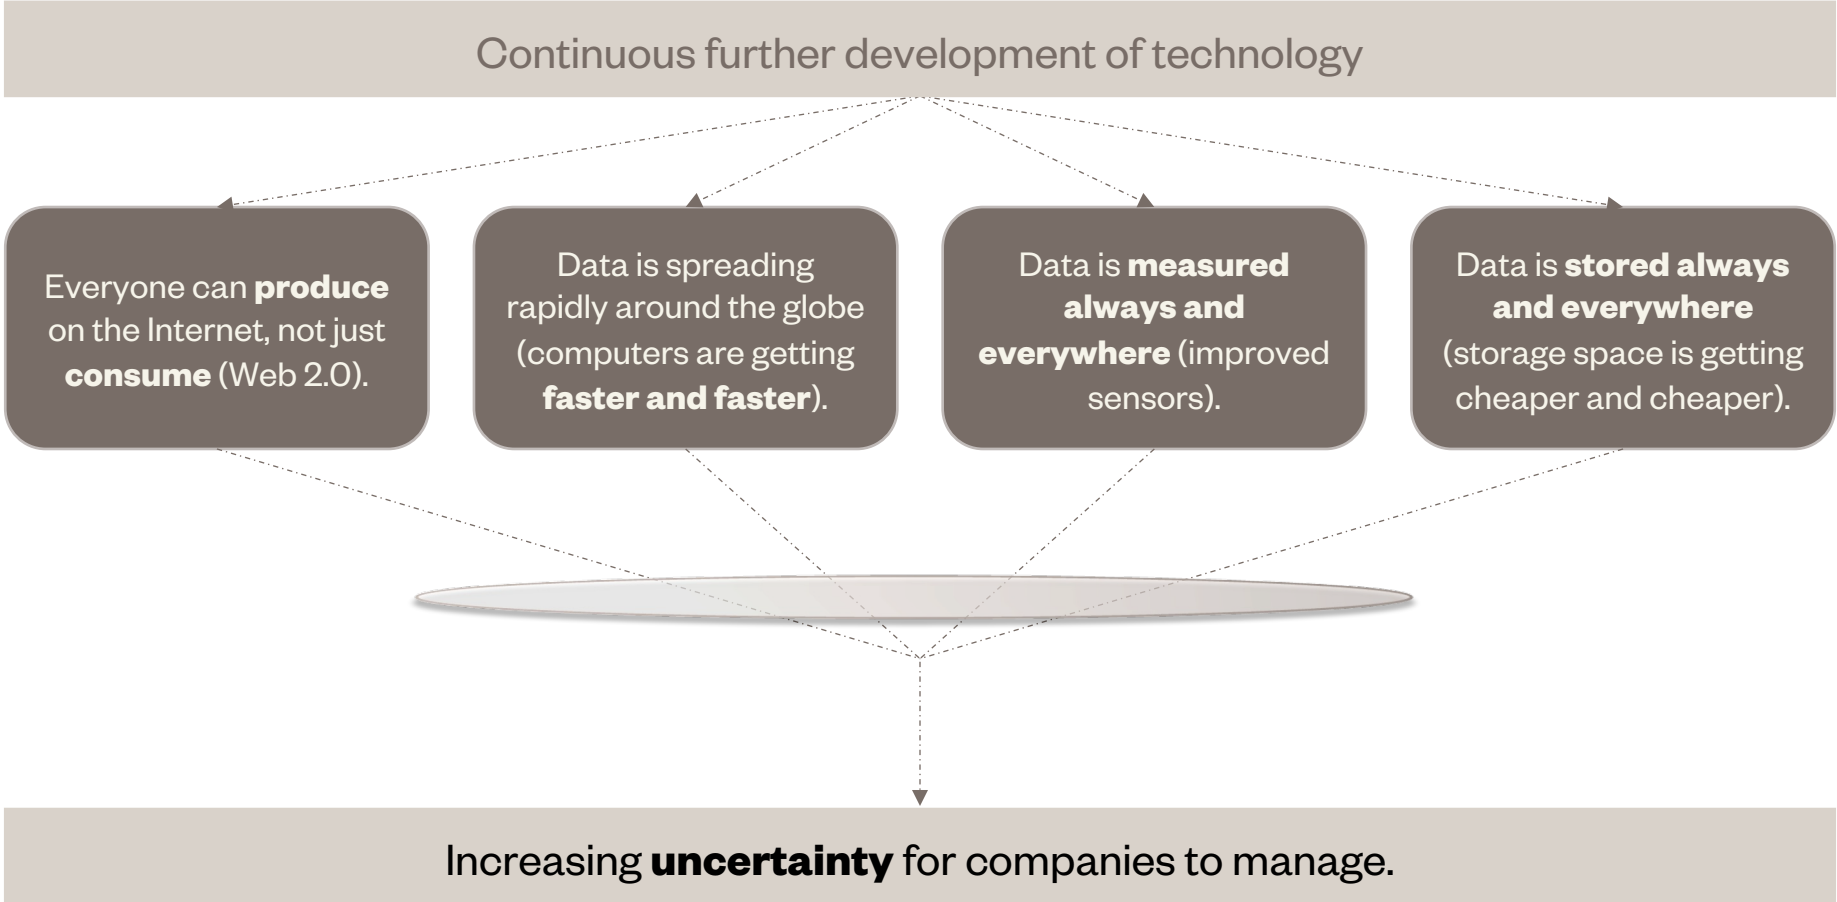 Continuous further development of technology
Everyone can produce
on the Internet, not just
consume (Web 2.0).
Data is spreading
rapidly around the globe
(computers are getting
faster and faster).
Data is measured
always and
everywhere (improved
sensors).
Data is stored always
and everywhere
(storage space is getting
cheaper and cheaper).
Increasing uncertainty for companies to manage.